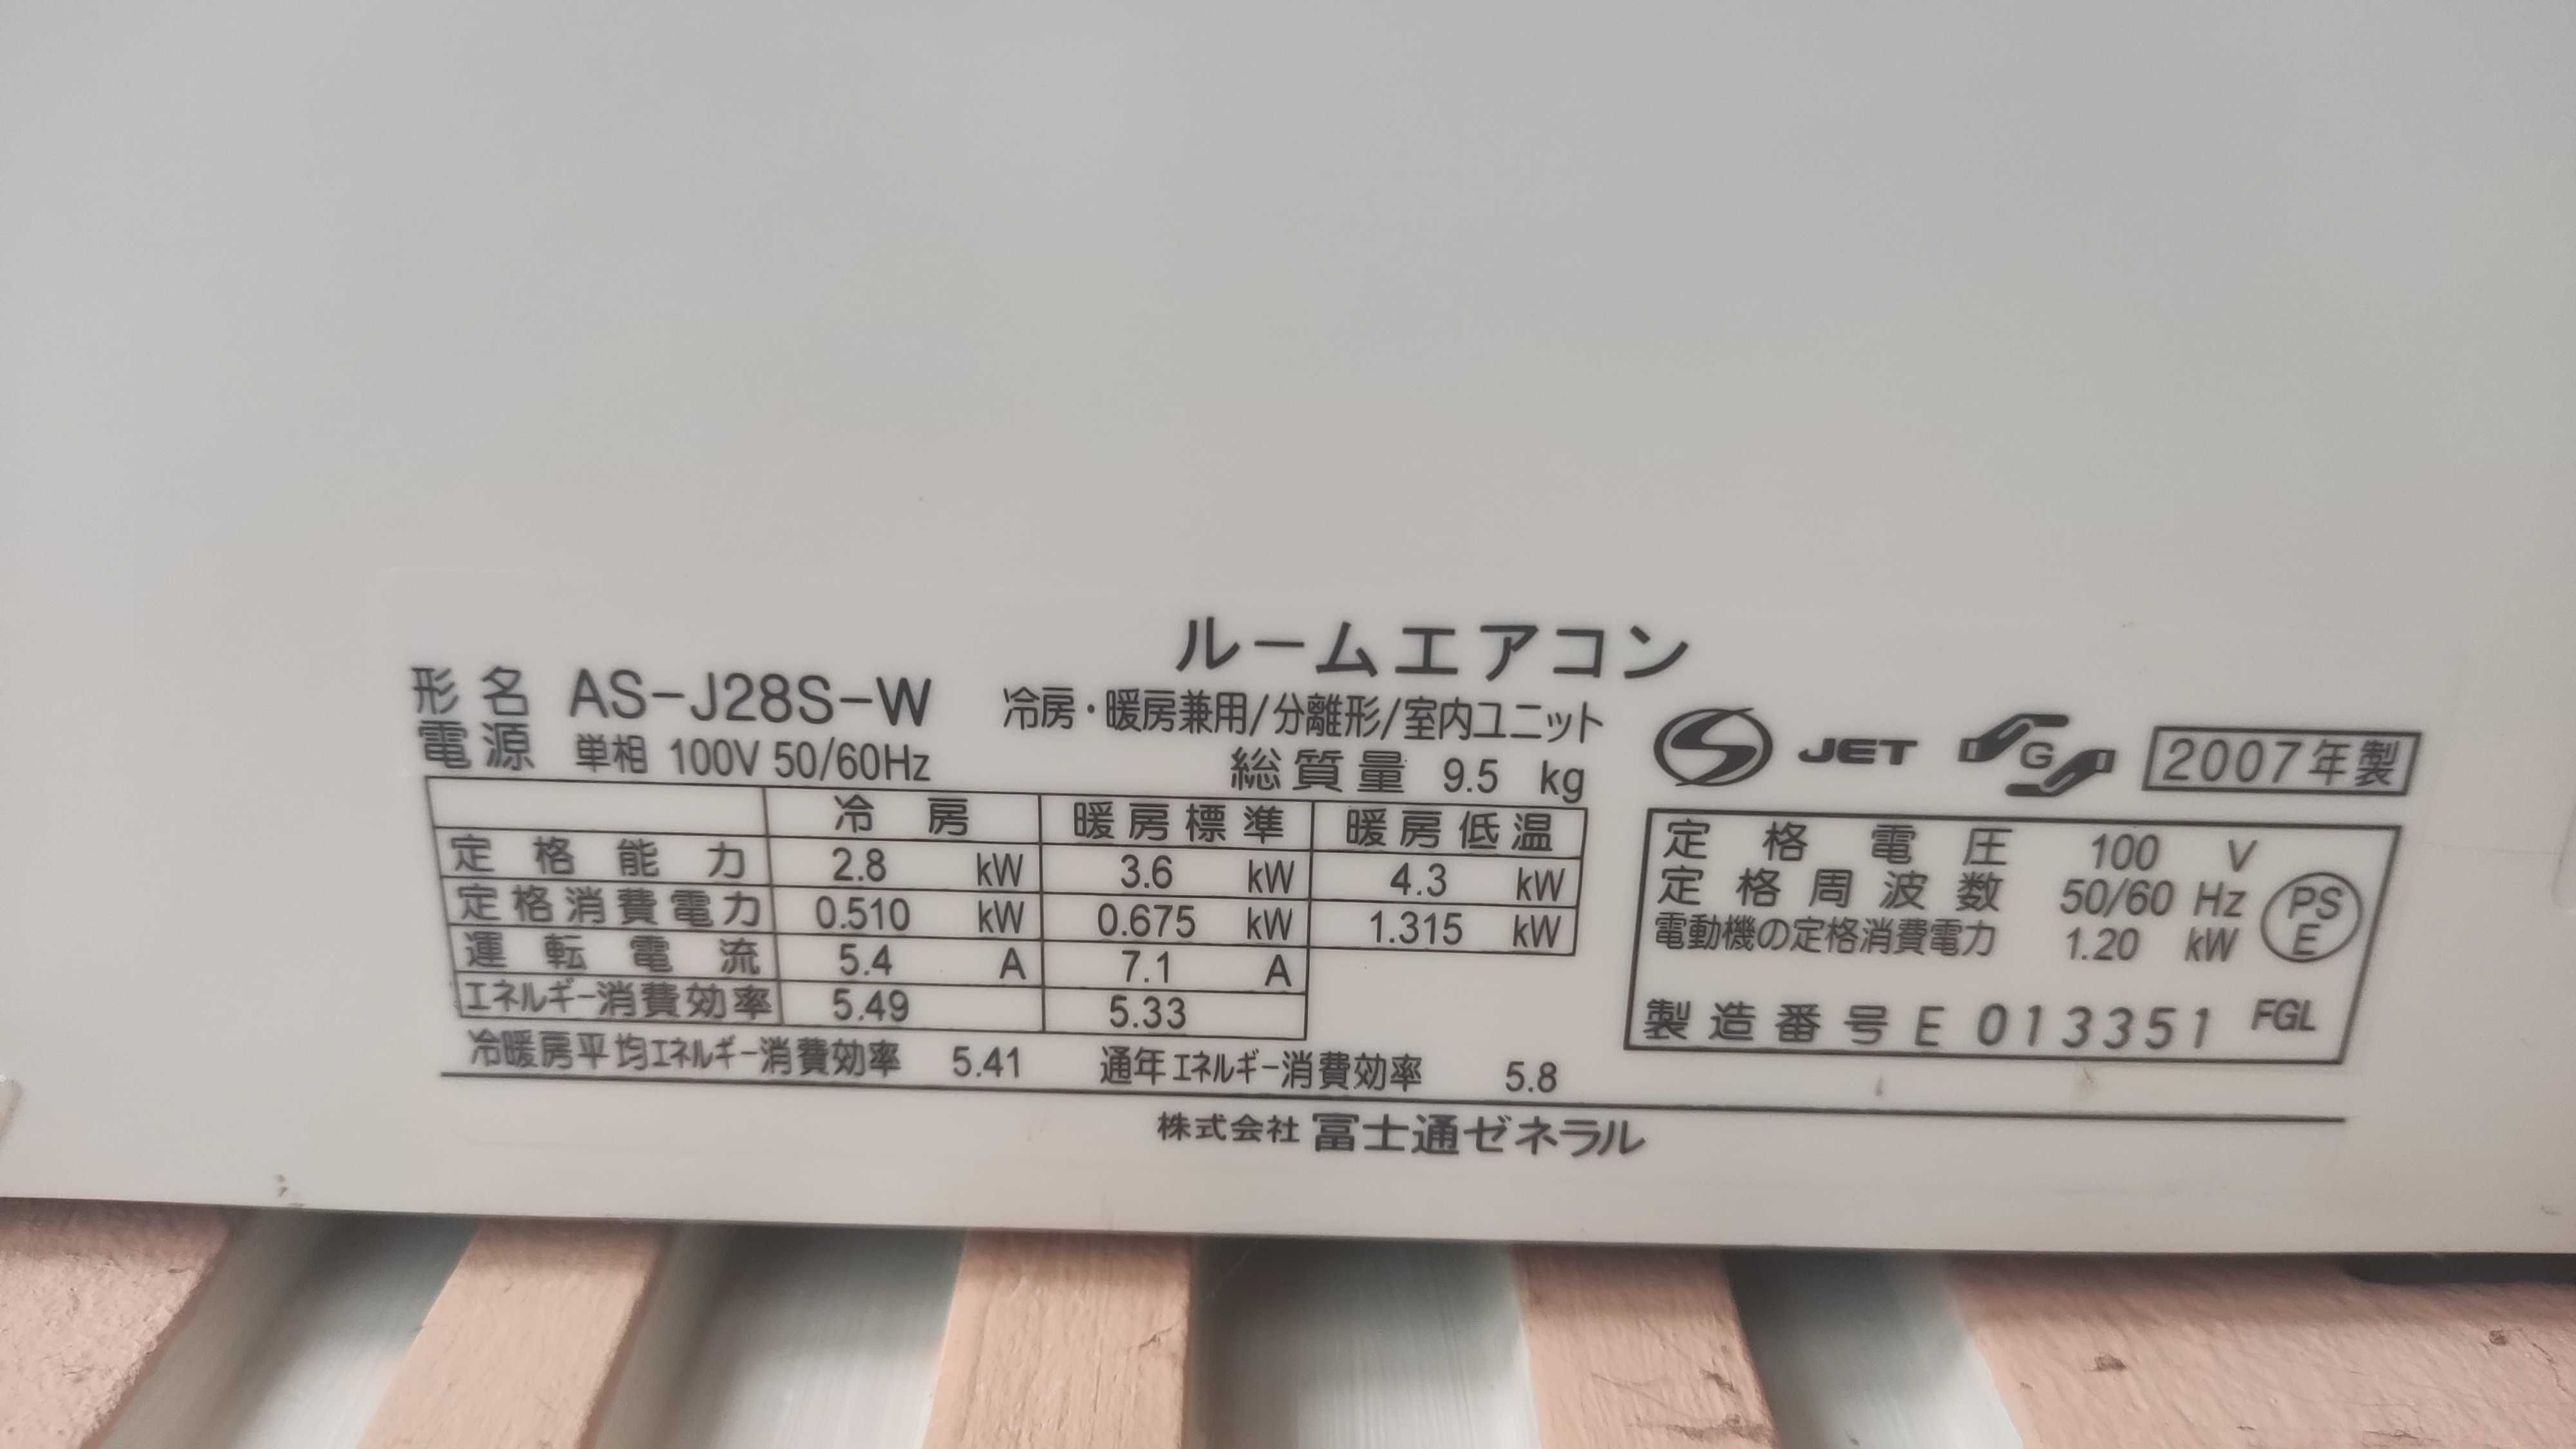 ルームエアコン
形名 AS-J28S-W 冷房・暖房兼用/分離形/室内ユニット
電源 単相 100V 50/60Hz 総質量 9.5 kg
冷房 暖房標準 暖房低温
定格能力 2.8 kW 3.6 kW 4.3 kW
定格消費電力 0.510 kW 0.675 kW 1.315 kW
運転電流 5.4 A 7.1 A
エネルギー消費効率 5.49 5.33
冷暖房平均エネルギー消費効率 5.41 通年エネルギー消費効率 5.8
S JET G 2007年製
定格電圧 100 V
定格周波数 50/60 Hz
電動機の定格消費電力 1.20 kW
PS
E
製造番号 E 013351 FGL
株式会社 富士通ゼネラル